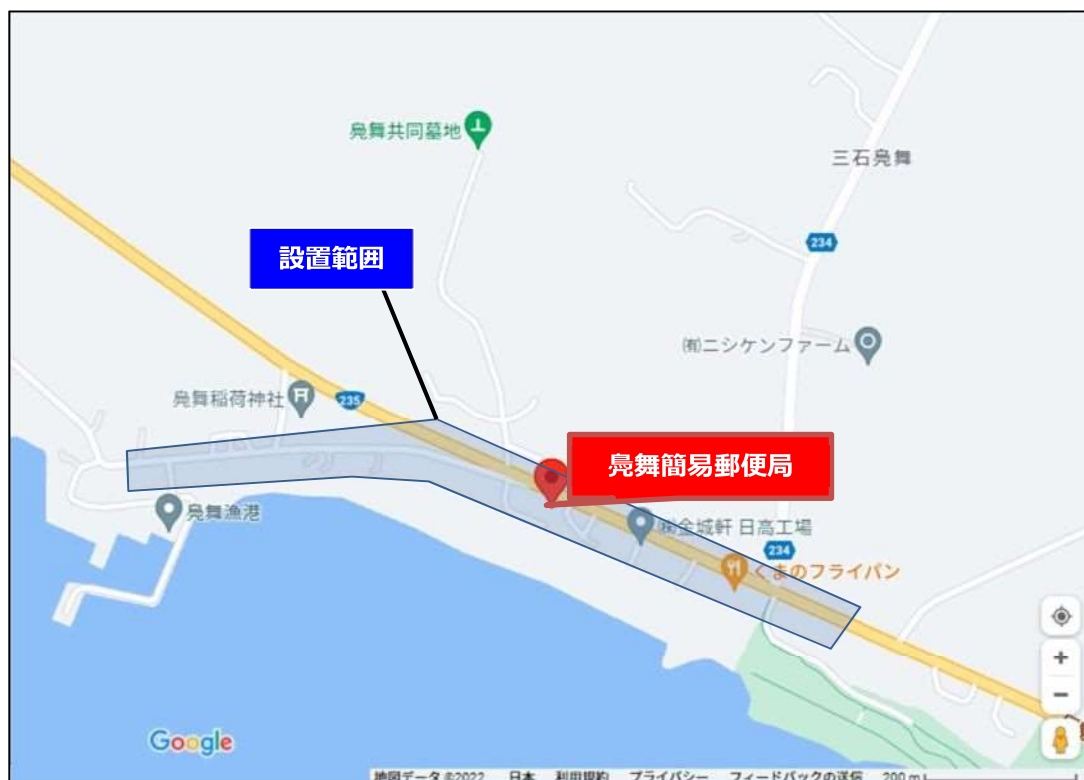 鳧舞共同墓地
三石鳧舞
234
設置範囲
㈲ニシケンファーム
鳧舞稲荷神社
235
鳧舞簡易郵便局
鳧舞漁港
㈱金城軒 日高工場
234
くまのフライパン
Google
地図データ ©2022 日本 利用規約 プライバシー フィードバックの送信 200 m